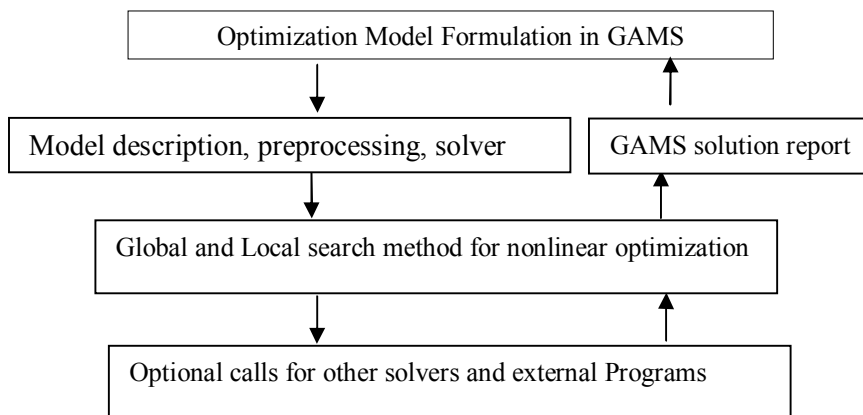 Optimization Model Formulation in GAMS
Model description, preprocessing, solver
GAMS solution report
Global and Local search method for nonlinear optimization
Optional calls for other solvers and external Programs